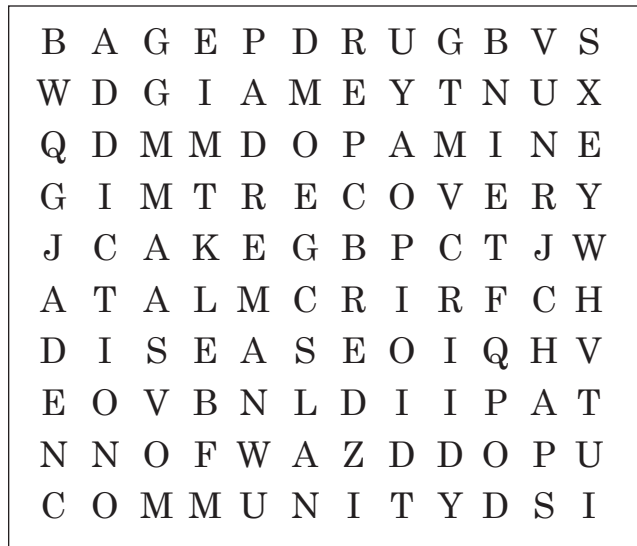 B A G E P D R U G B V S
W D G I A M E Y T N U X
Q D M M D O P A M I N E
G I M T R E C O V E R Y
J C A K E G B P C T J W
A T A L M C R I R F C H
D I S E A S E O I Q H V
E O V B N L D I I P A T
N N O F W A Z D D O P U
C O M M U N I T Y D S I